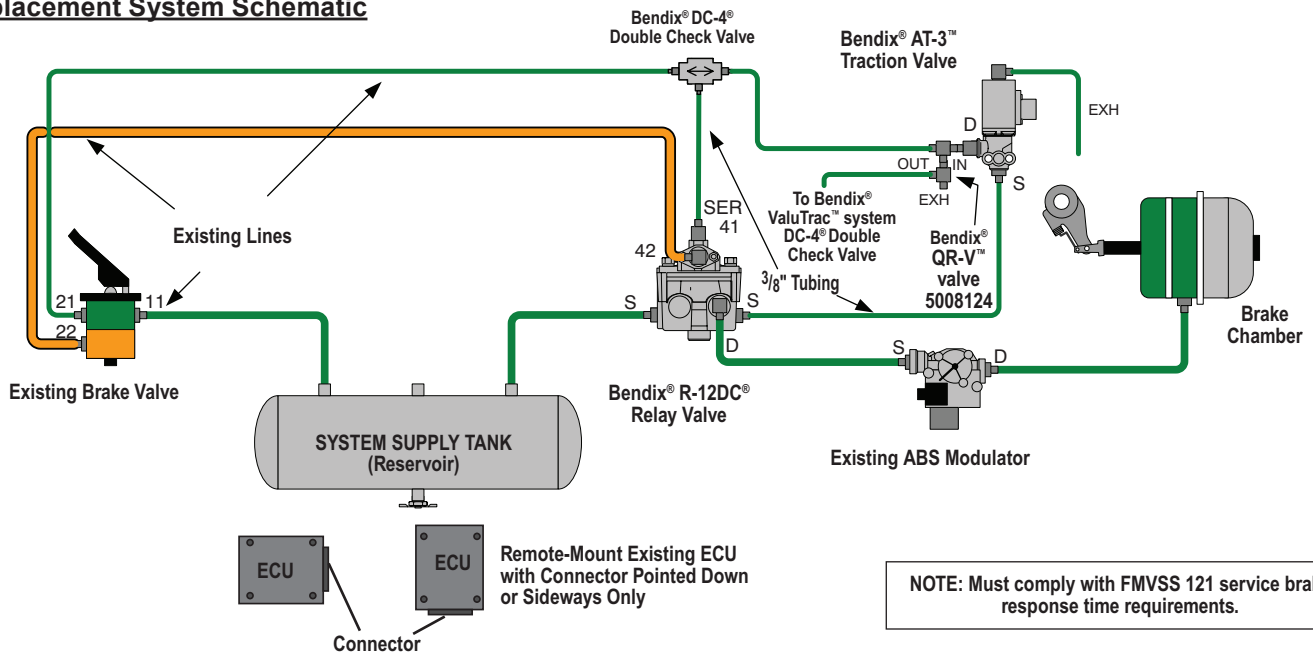 placement System Schematic
Bendix® DC-4®
Double Check Valve
Bendix® AT-3™
Traction Valve
EXH
D
OUT
IN
S
EXH
To Bendix®
ValuTrac™ system
DC-4® Double
Check Valve
Bendix®
QR-V™
valve
5008124
SER
41
42
Existing Lines
3/8" Tubing
21
11
22
S
S
D
S
D
Brake
Chamber
Existing Brake Valve
Bendix® R-12DC®
Relay Valve
SYSTEM SUPPLY TANK
(Reservoir)
Existing ABS Modulator
ECU
ECU
Remote-Mount Existing ECU
with Connector Pointed Down
or Sideways Only
Connector
NOTE: Must comply with FMVSS 121 service brak
response time requirements.